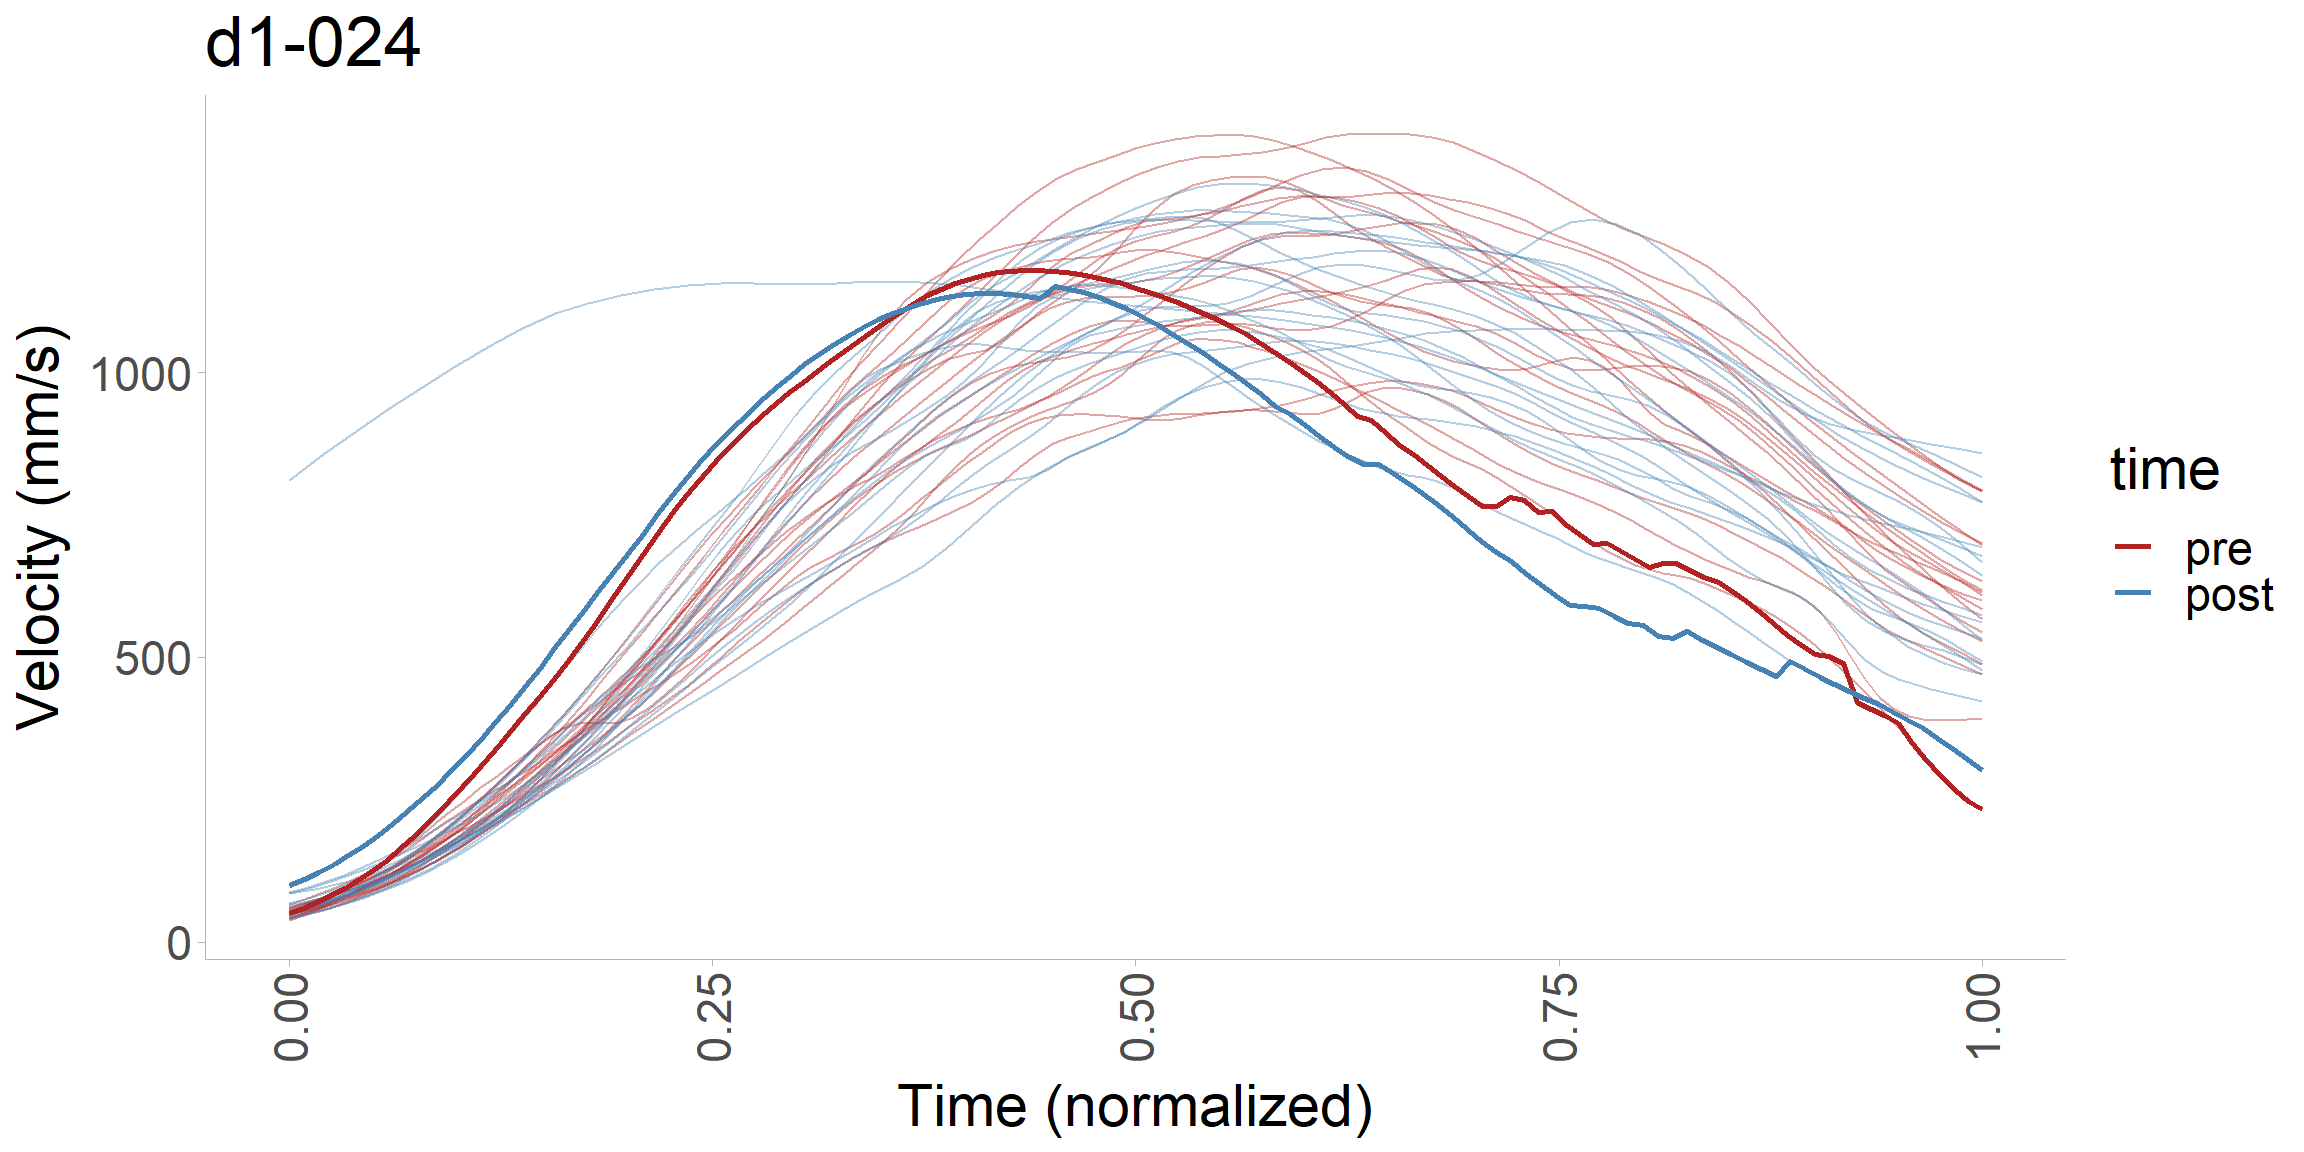 d1-024
Velocity (mm/s)
1000
500
0
0.00
0.25
0.50
0.75
1.00
Time (normalized)
time
pre
post